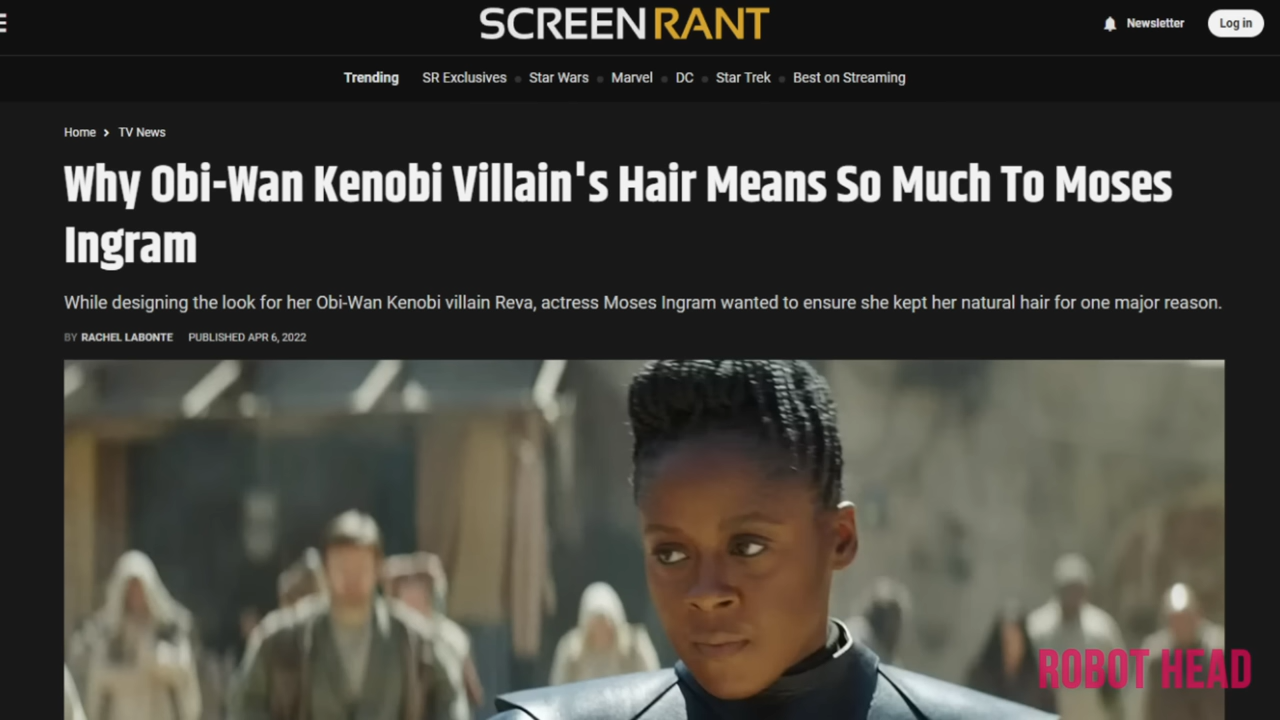 SCREENRANT
Newsletter
Log in
Trending SR Exclusives Star Wars Marvel DC Star Trek Best on Streaming
Home > TV News
Why Obi-Wan Kenobi Villain's Hair Means So Much To Moses
Ingram
While designing the look for her Obi-Wan Kenobi villain Reva, actress Moses Ingram wanted to ensure she kept her natural hair for one major reason.
BY RACHEL LABONTE PUBLISHED APR 6, 2022
ROBOT HEAD